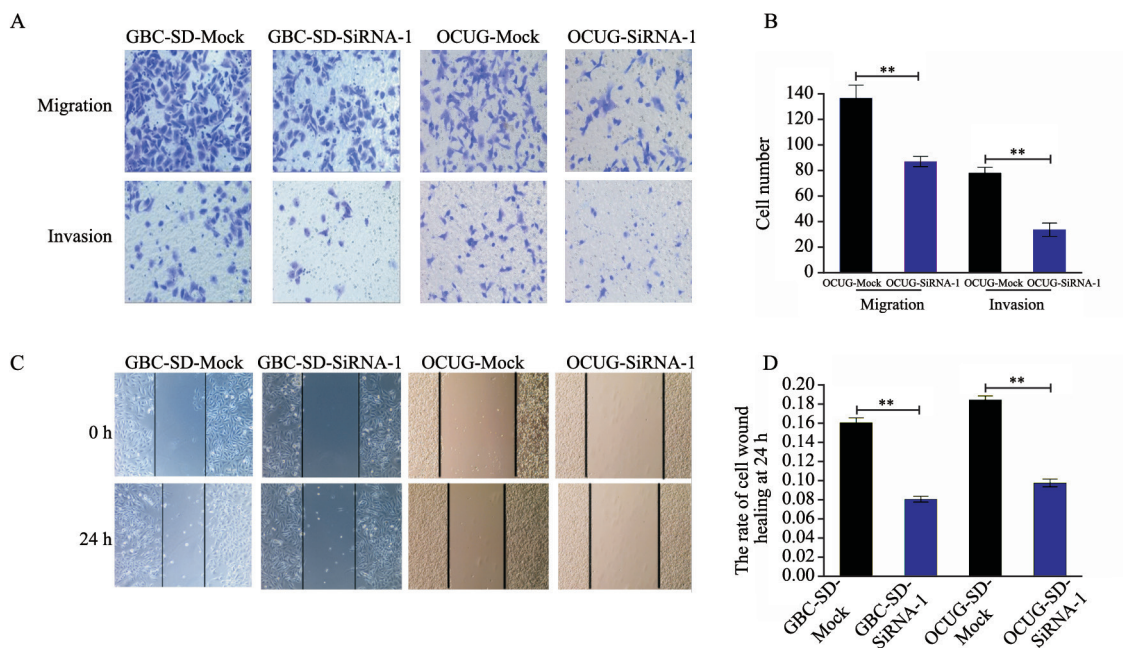 A
GBC-SD-Mock GBC-SD-SiRNA-1 OCUG-Mock OCUG-SiRNA-1
Migration
Invasion
B
**
**
140
120
100
80
60
40
20
0
Cell number
OCUG-Mock OCUG-SiRNA-1 OCUG-Mock OCUG-SiRNA-1
Migration Invasion
C
GBC-SD-Mock GBC-SD-SiRNA-1 OCUG-Mock OCUG-SiRNA-1
0 h
24 h
D
**
**
0.20
0.18
0.16
0.14
0.12
0.10
0.08
0.06
0.04
0.02
0.00
The rate of cell wound
healing at 24 h
GBC-SD-
Mock
GBC-SD-
SiRNA-1
OCUG-SD-
Mock
OCUG-SD-
SiRNA-1